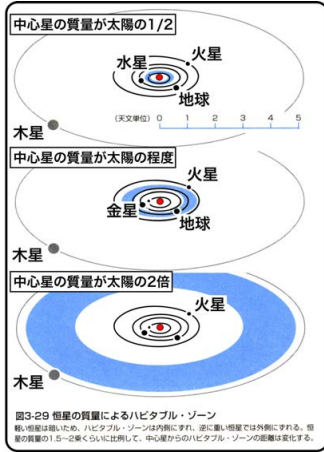 中心星の質量が太陽の1/2
水星
火星
地球
(天文単位) 0 1 2 3 4 5
木星
中心星の質量が太陽の程度
火星
金星
地球
木星
中心星の質量が太陽の2倍
火星
木星
図3-29 恒星の質量によるハビタブル・ゾーン
軽い恒星は暗いため、ハビタブル・ゾーンは内側にずれ、逆に重い恒星では外側にずれる。恒
星の質量の1.5〜2乗くらいに比例して、中心星からのハビタブル・ゾーンの距離は変化する。